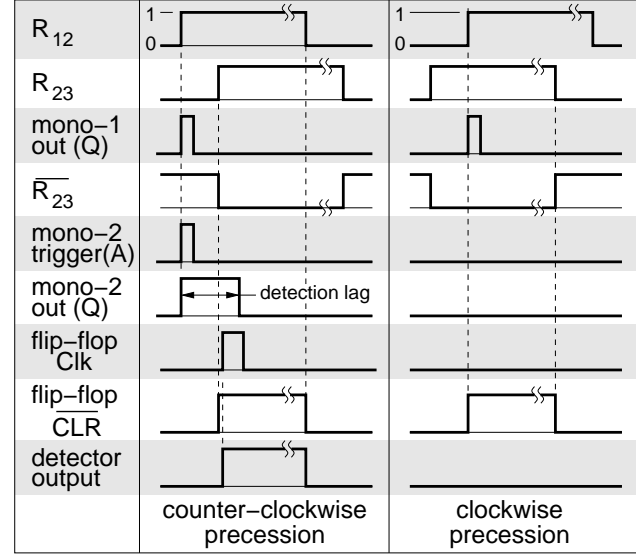 R12
1
0
1
0
R23
mono−1
out (Q)
R23
mono−2
trigger(A)
mono−2
out (Q)
detection lag
flip−flop
Clk
flip−flop
CLR
detector
output
counter−clockwise
precession
clockwise
precession